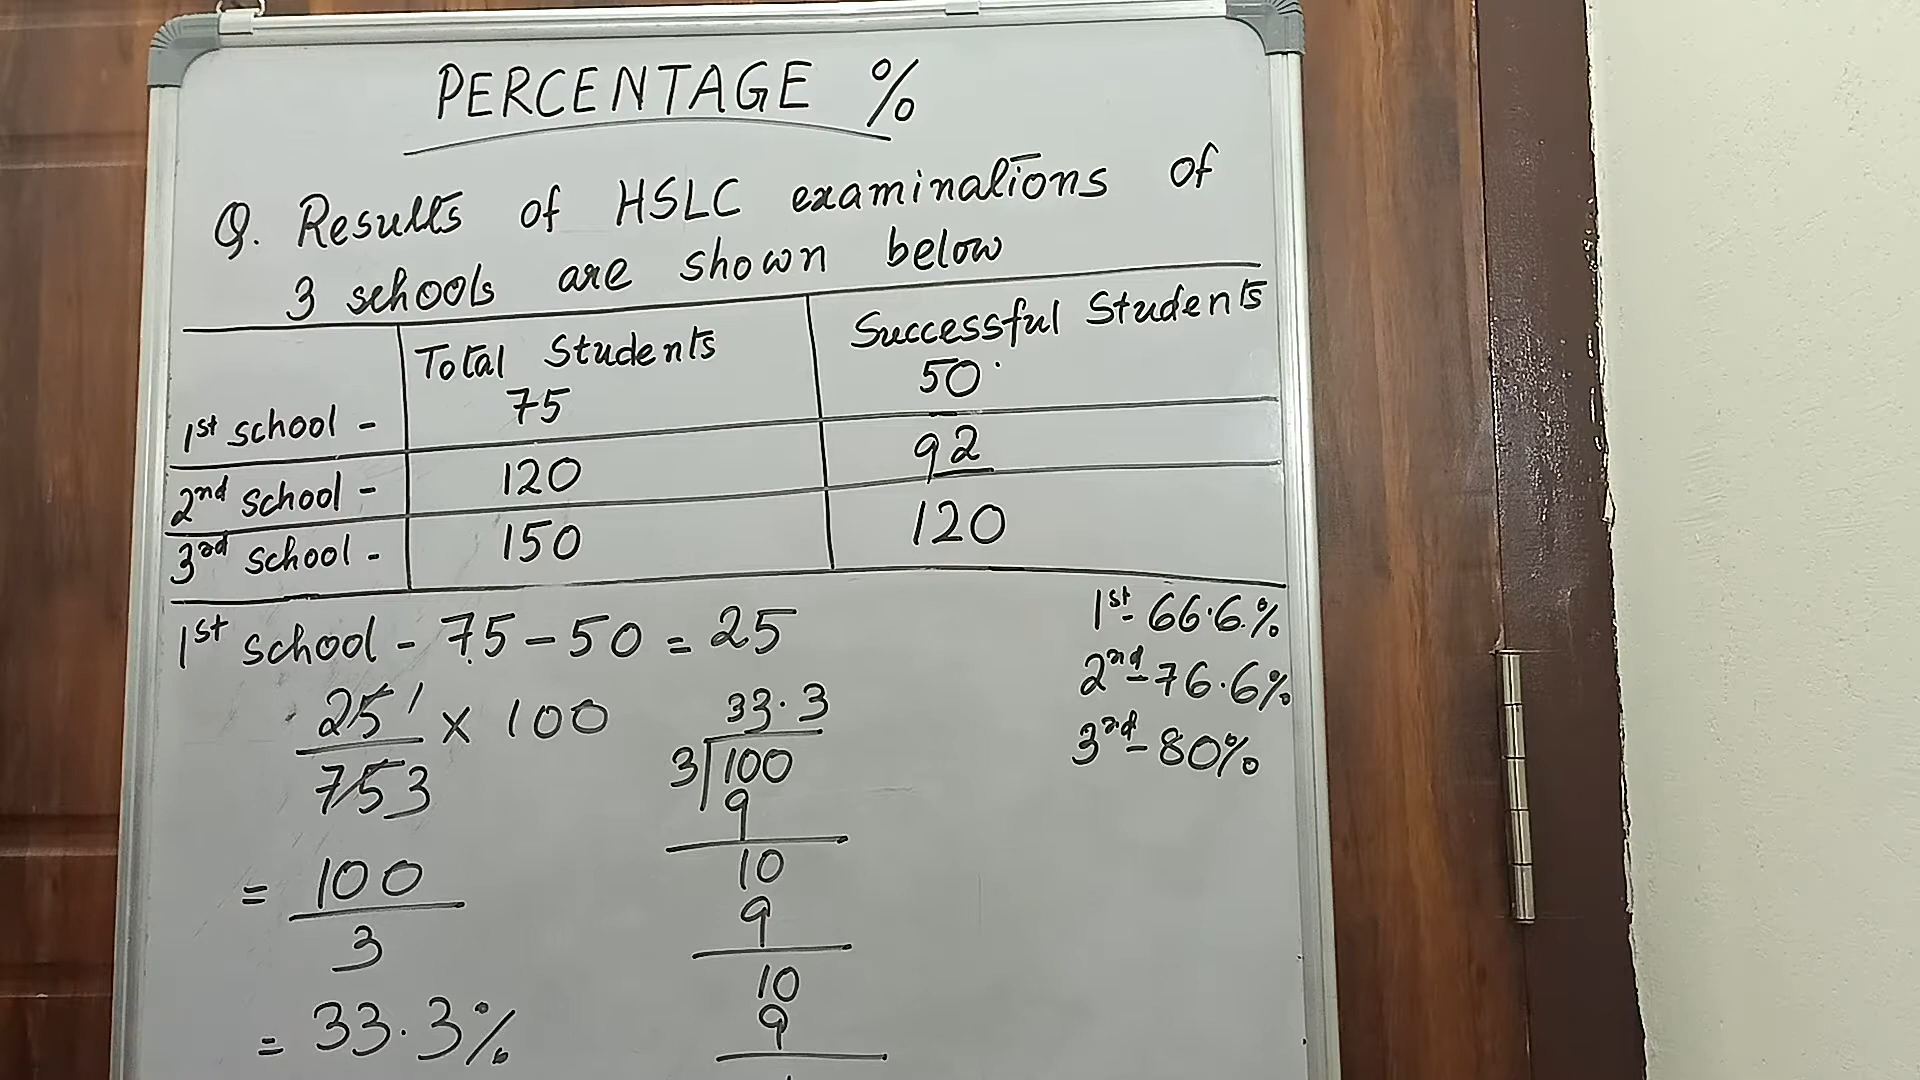 PERCENTAGE %
Q. Results of HSLC examinations of
3 schools are shown below
Total Students Successful Students
1st school - 75 50
2nd school - 120 92
3rd school - 150 120
1st school - 75 - 50 = 25
1st - 66.6%
2nd - 76.6%
3rd - 80%
25 1 x 100
75 3
33.3
3 100
9
10
9
10
9
= 100
3
= 33.3%